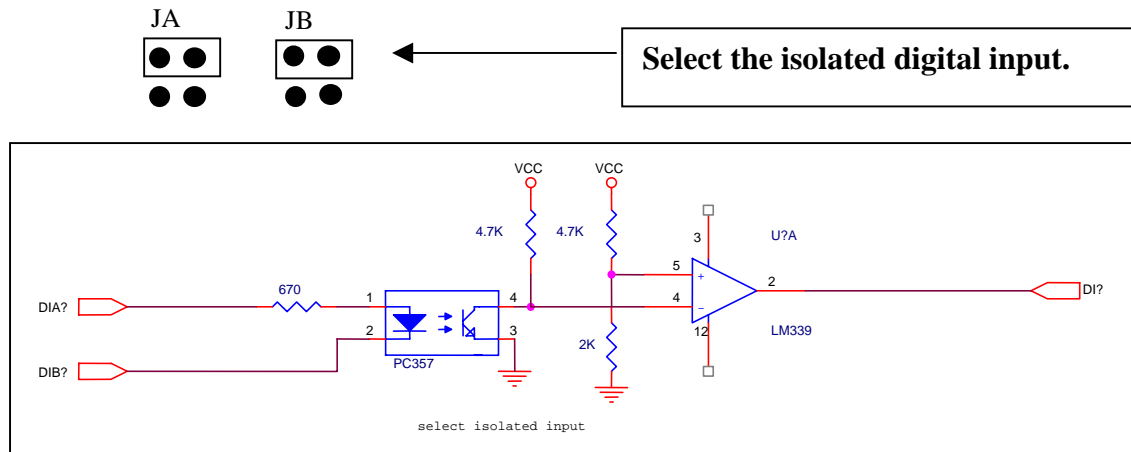 JA JB
Select the isolated digital input.
VCC VCC
4.7K 4.7K
3 U?A
5 +
DIA? 670 1 4 4 - 2 DI?
2 3 12 LM339
2K
DIB? PC357
select isolated input